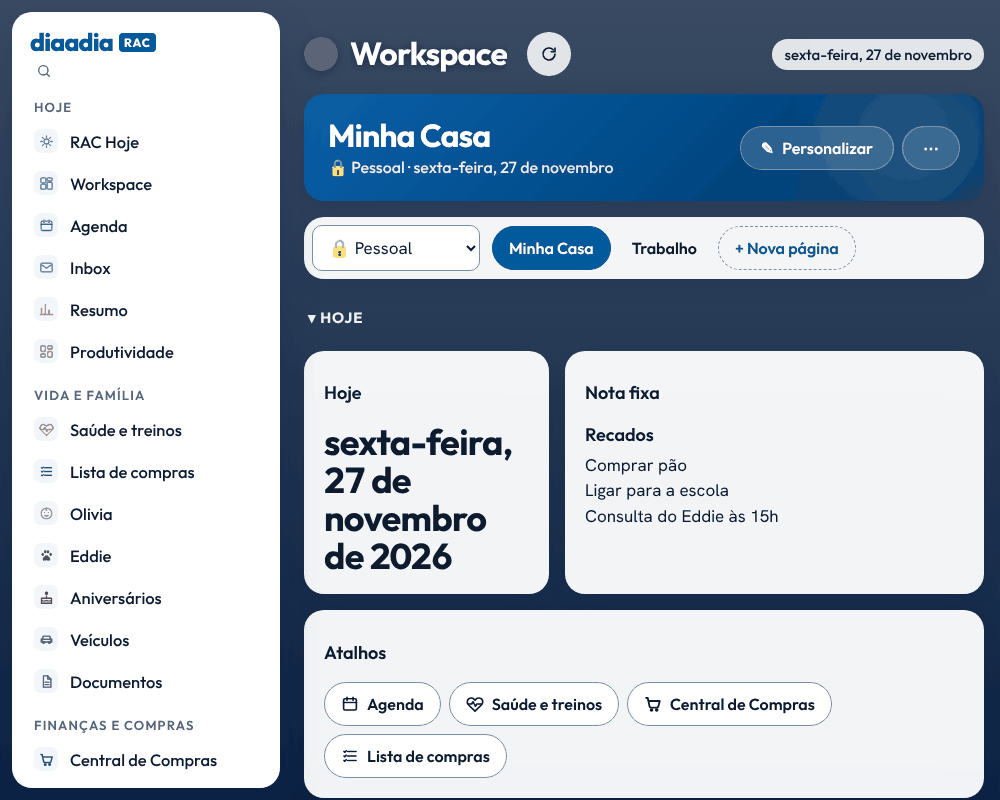 diaadia RAC
HOJE
RAC Hoje
Workspace
Agenda
Inbox
Resumo
Produtividade
VIDA E FAMÍLIA
Saúde e treinos
Lista de compras
Olivia
Eddie
Aniversários
Veículos
Documentos
FINANÇAS E COMPRAS
Central de Compras
Workspace
sexta-feira, 27 de novembro
Minha Casa
🔒 Pessoal · sexta-feira, 27 de novembro
✎ Personalizar
···
🔒 Pessoal
Minha Casa
Trabalho
+ Nova página
▾ HOJE
Hoje
sexta-feira,
27 de
novembro
de 2026
Nota fixa
Recados
Comprar pão
Ligar para a escola
Consulta do Eddie às 15h
Atalhos
Agenda
Saúde e treinos
Central de Compras
Lista de compras